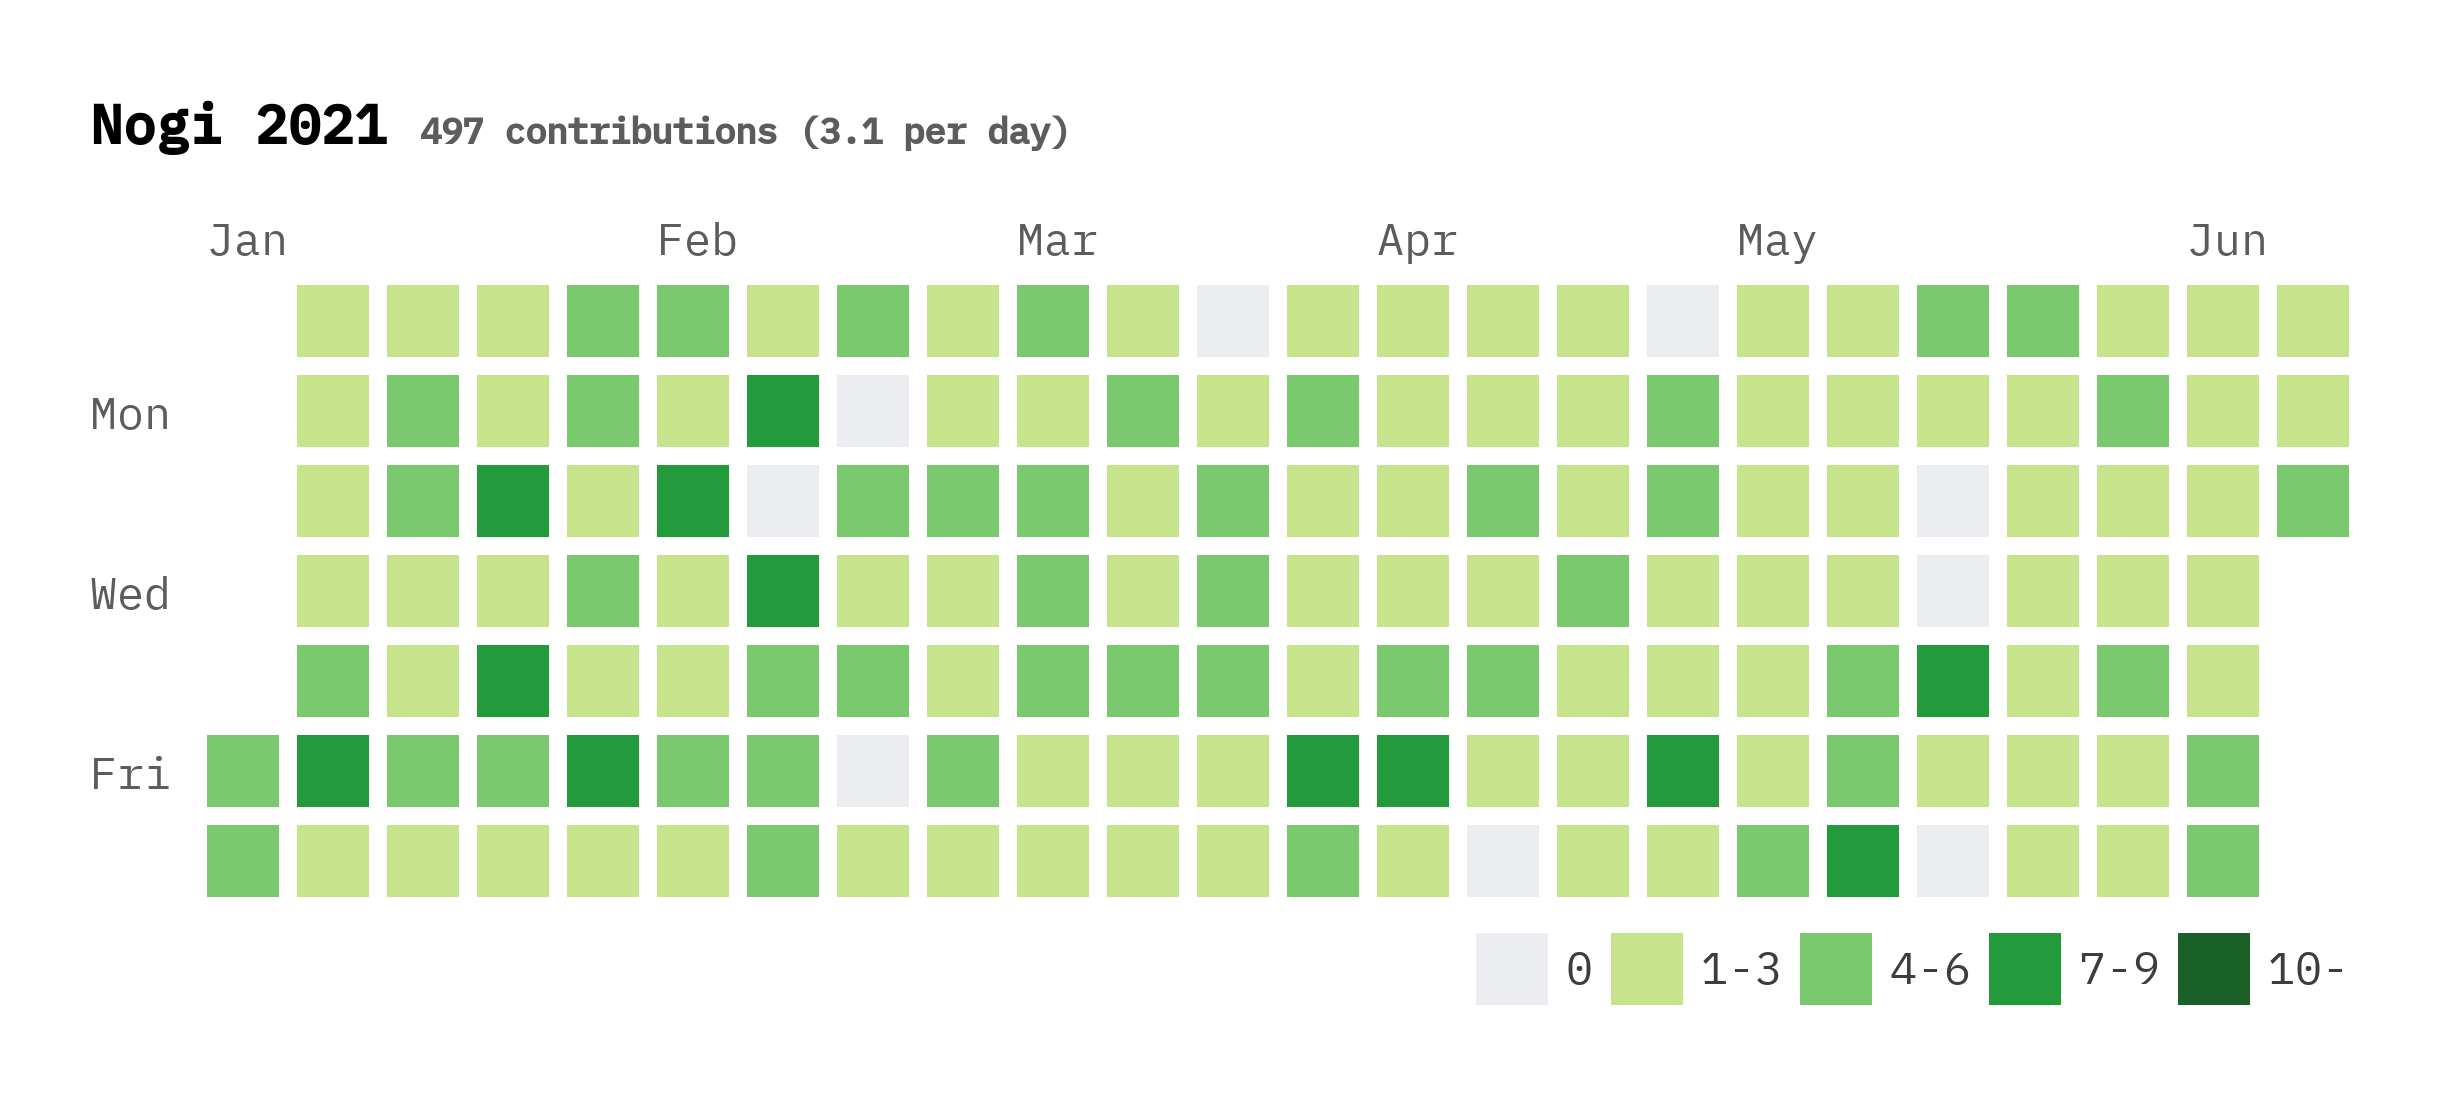 Nogi 2021 497 contributions (3.1 per day)
Jan Feb Mar Apr May Jun
Mon
Wed
Fri
0 1-3 4-6 7-9 10-